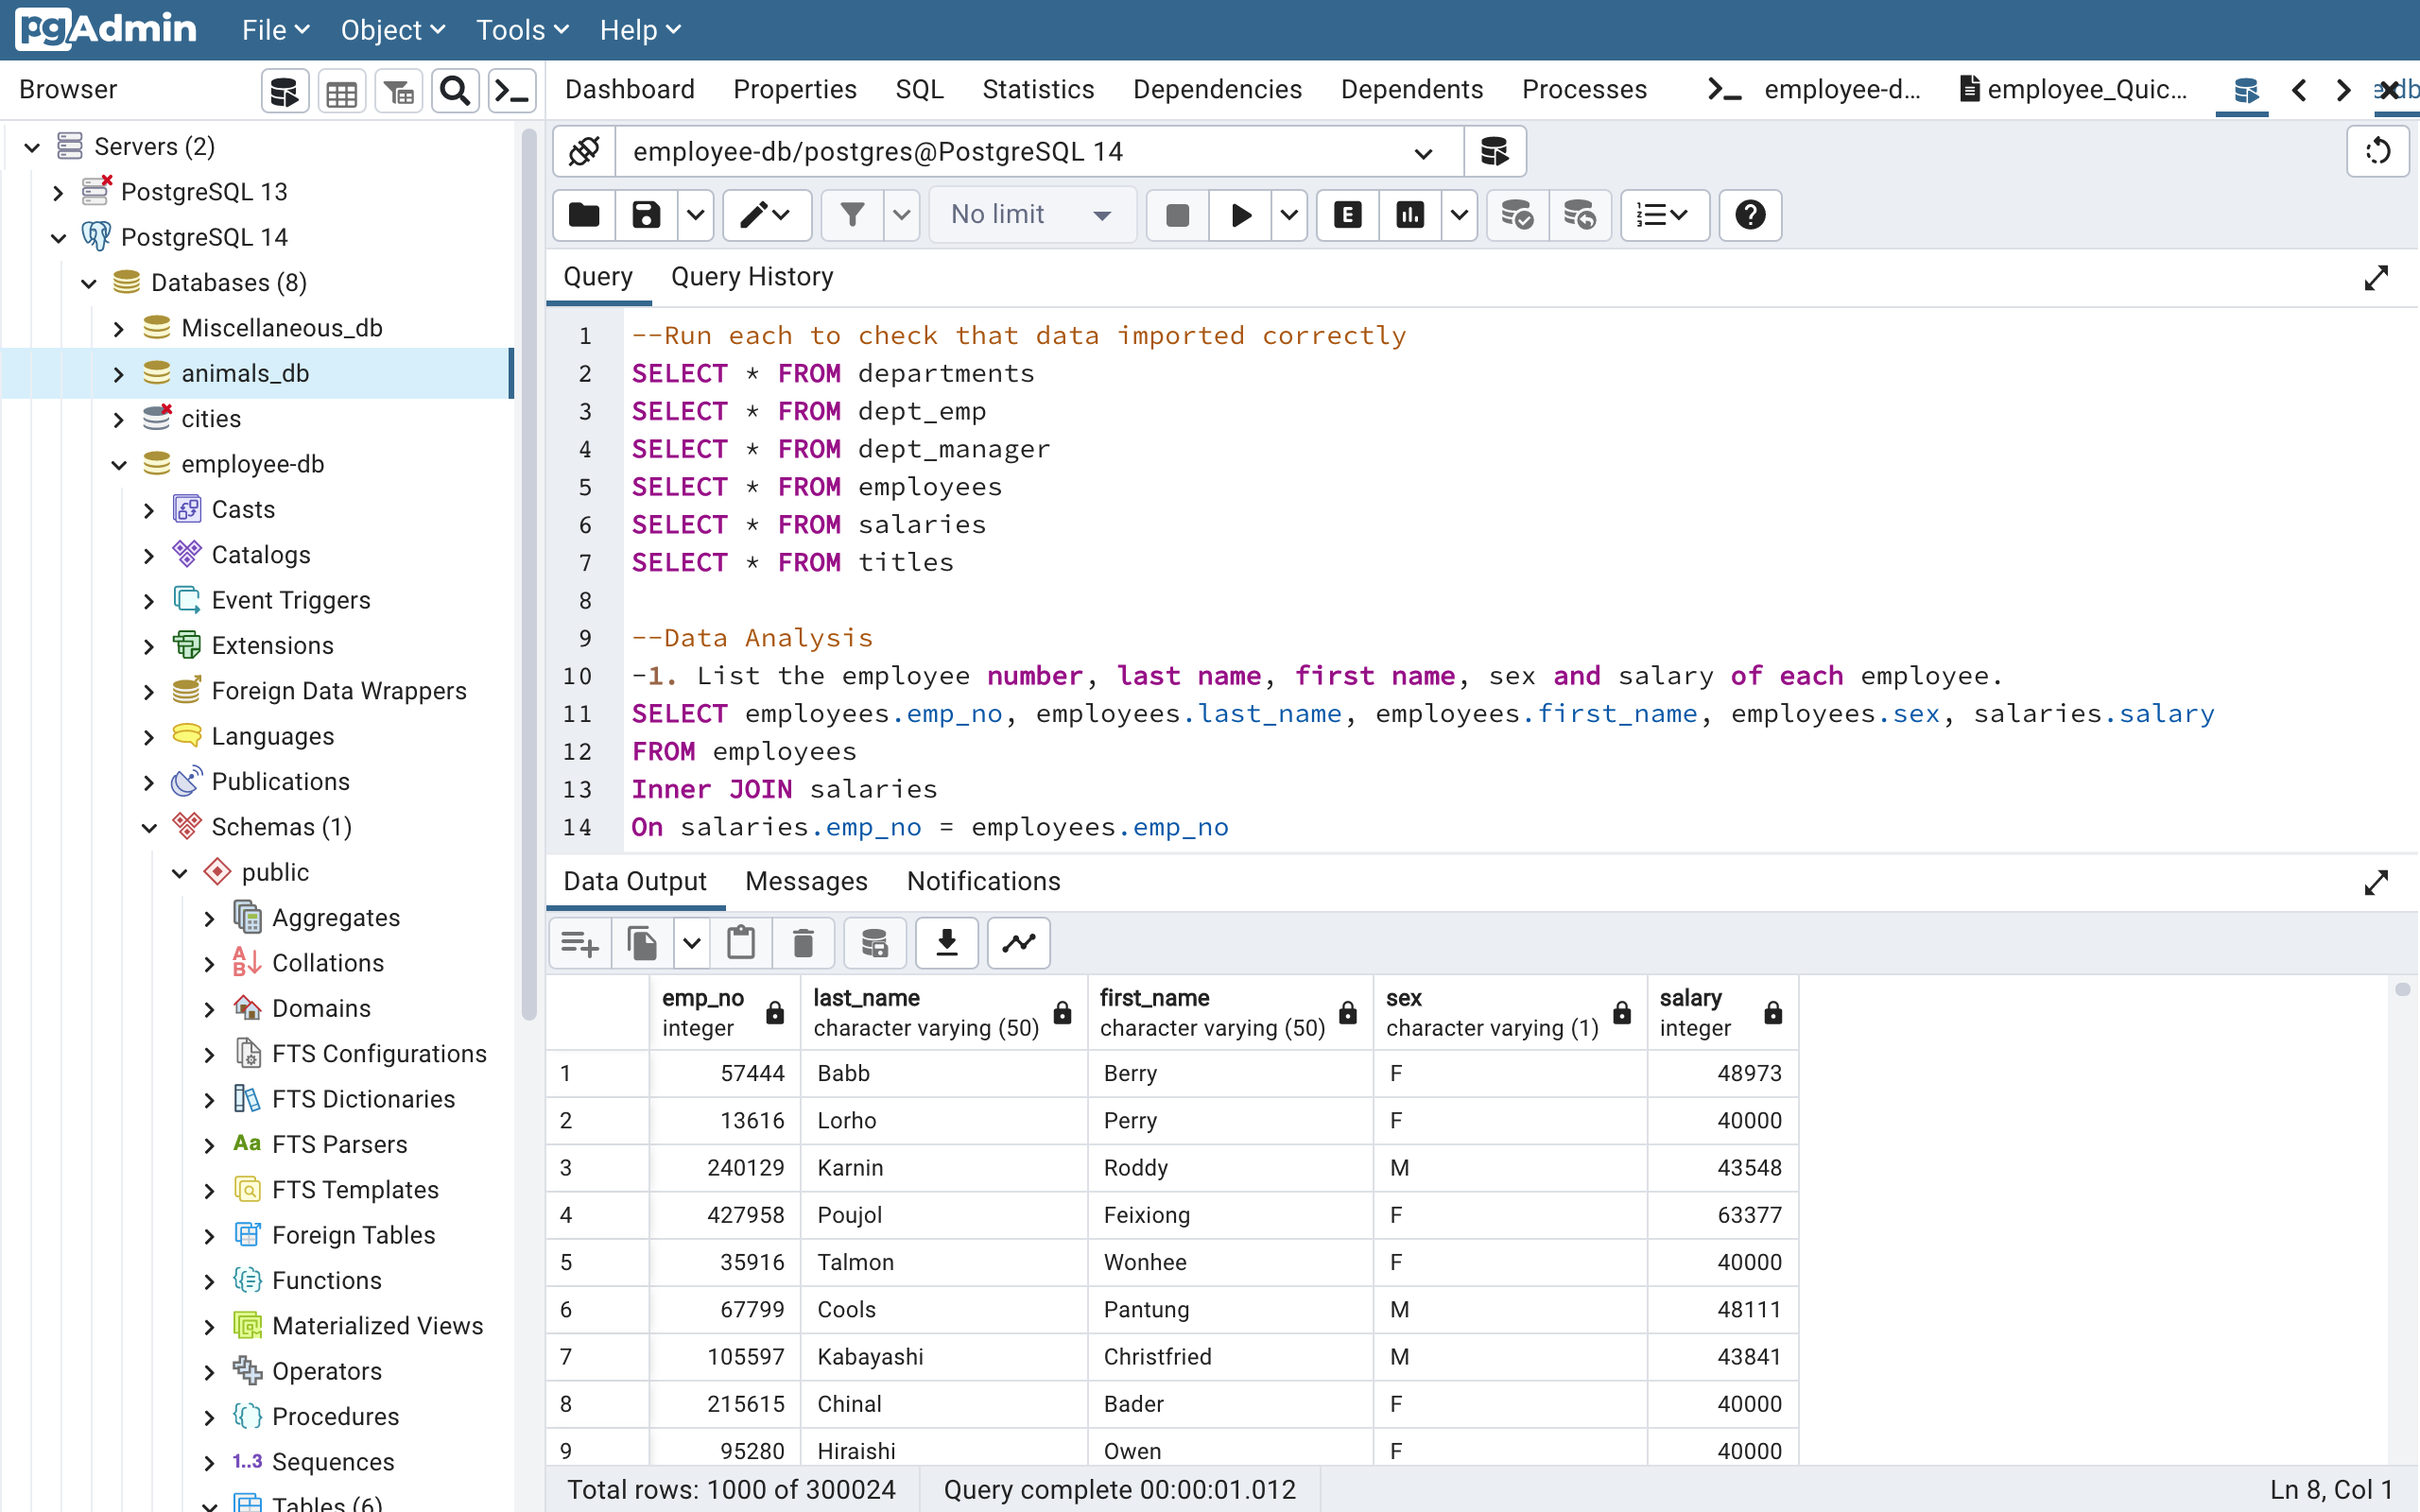 pgAdmin File Object Tools Help
Browser
Dashboard Properties SQL Statistics Dependencies Dependents Processes employee-d... employee_Quic...
Servers (2)
PostgreSQL 13
PostgreSQL 14
Databases (8)
Miscellaneous_db
animals_db
cities
employee-db
Casts
Catalogs
Event Triggers
Extensions
Foreign Data Wrappers
Languages
Publications
Schemas (1)
public
Aggregates
Collations
Domains
FTS Configurations
FTS Dictionaries
Aa FTS Parsers
FTS Templates
Foreign Tables
Functions
Materialized Views
Operators
Procedures
1..3 Sequences
Tables (6)
employee-db/postgres@PostgreSQL 14
No limit
E
Query Query History
1 --Run each to check that data imported correctly
2 SELECT * FROM departments
3 SELECT * FROM dept_emp
4 SELECT * FROM dept_manager
5 SELECT * FROM employees
6 SELECT * FROM salaries
7 SELECT * FROM titles
8
9 --Data Analysis
10 -1. List the employee number, last name, first name, sex and salary of each employee.
11 SELECT employees.emp_no, employees.last_name, employees.first_name, employees.sex, salaries.salary
12 FROM employees
13 Inner JOIN salaries
14 On salaries.emp_no = employees.emp_no
Data Output Messages Notifications
emp_no last_name first_name sex salary
integer character varying (50) character varying (50) character varying (1) integer
1 57444 Babb Berry F 48973
2 13616 Lorho Perry F 40000
3 240129 Karnin Roddy M 43548
4 427958 Poujol Feixiong F 63377
5 35916 Talmon Wonhee F 40000
6 67799 Cools Pantung M 48111
7 105597 Kabayashi Christfried M 43841
8 215615 Chinal Bader F 40000
9 95280 Hiraishi Owen F 40000
Total rows: 1000 of 300024 Query complete 00:00:01.012 Ln 8, Col 1